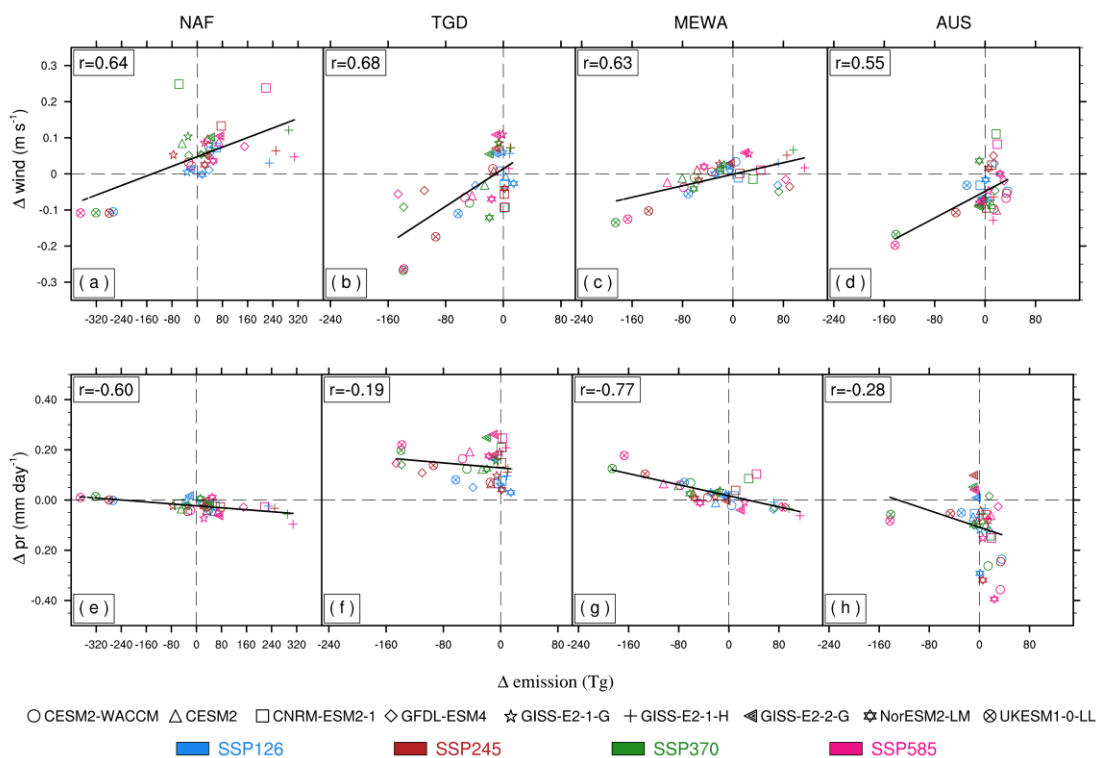 NAF TGD MEWA AUS
r=0.64 r=0.68 r=0.63 r=0.55
0.3
0.2
0.1
0
-0.1
-0.2
-0.3
Δ wind (m s⁻¹)
( a ) ( b ) ( c ) ( d )
-320 -240 -160 -80 0 80 160 240 320 -160 -80 0 80 -240 -160 -80 0 80 160 -240 -160 -80 0 80
r=-0.60 r=-0.19 r=-0.77 r=-0.28
0.40
0.20
0.00
0.20
-0.40
Δ pr (mm day⁻¹)
( e ) ( f ) ( g ) ( h )
-320 -240 -160 -80 0 80 160 240 320 -160 -80 0 80 -240 -160 -80 0 80 160 -240 -160 -80 0 80
Δ emission (Tg)
CESM2-WACCM CESM2 CNRM-ESM2-1 GFDL-ESM4 GISS-E2-1-G GISS-E2-1-H GISS-E2-2-G NorESM2-LM UKESM1-0-LL
SSP126 SSP245 SSP370 SSP585